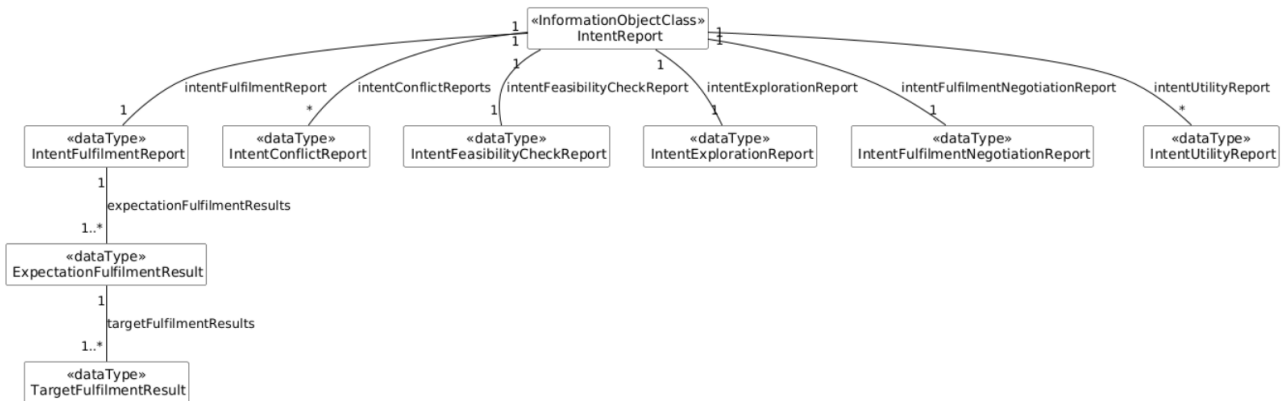 «InformationObjectClass»
IntentReport
1
1
1
1
1
1
intentFulfilmentReport
intentConflictReports
intentFeasibilityCheckReport
intentExplorationReport
intentFulfilmentNegotiationReport
intentUtilityReport
1
*
1
1
1
*
«dataType»
IntentFulfilmentReport
«dataType»
IntentConflictReport
«dataType»
IntentFeasibilityCheckReport
«dataType»
IntentExplorationReport
«dataType»
IntentFulfilmentNegotiationReport
«dataType»
IntentUtilityReport
1
expectationFulfilmentResults
1..*
«dataType»
ExpectationFulfilmentResult
1
targetFulfilmentResults
1..*
«dataType»
TargetFulfilmentResult